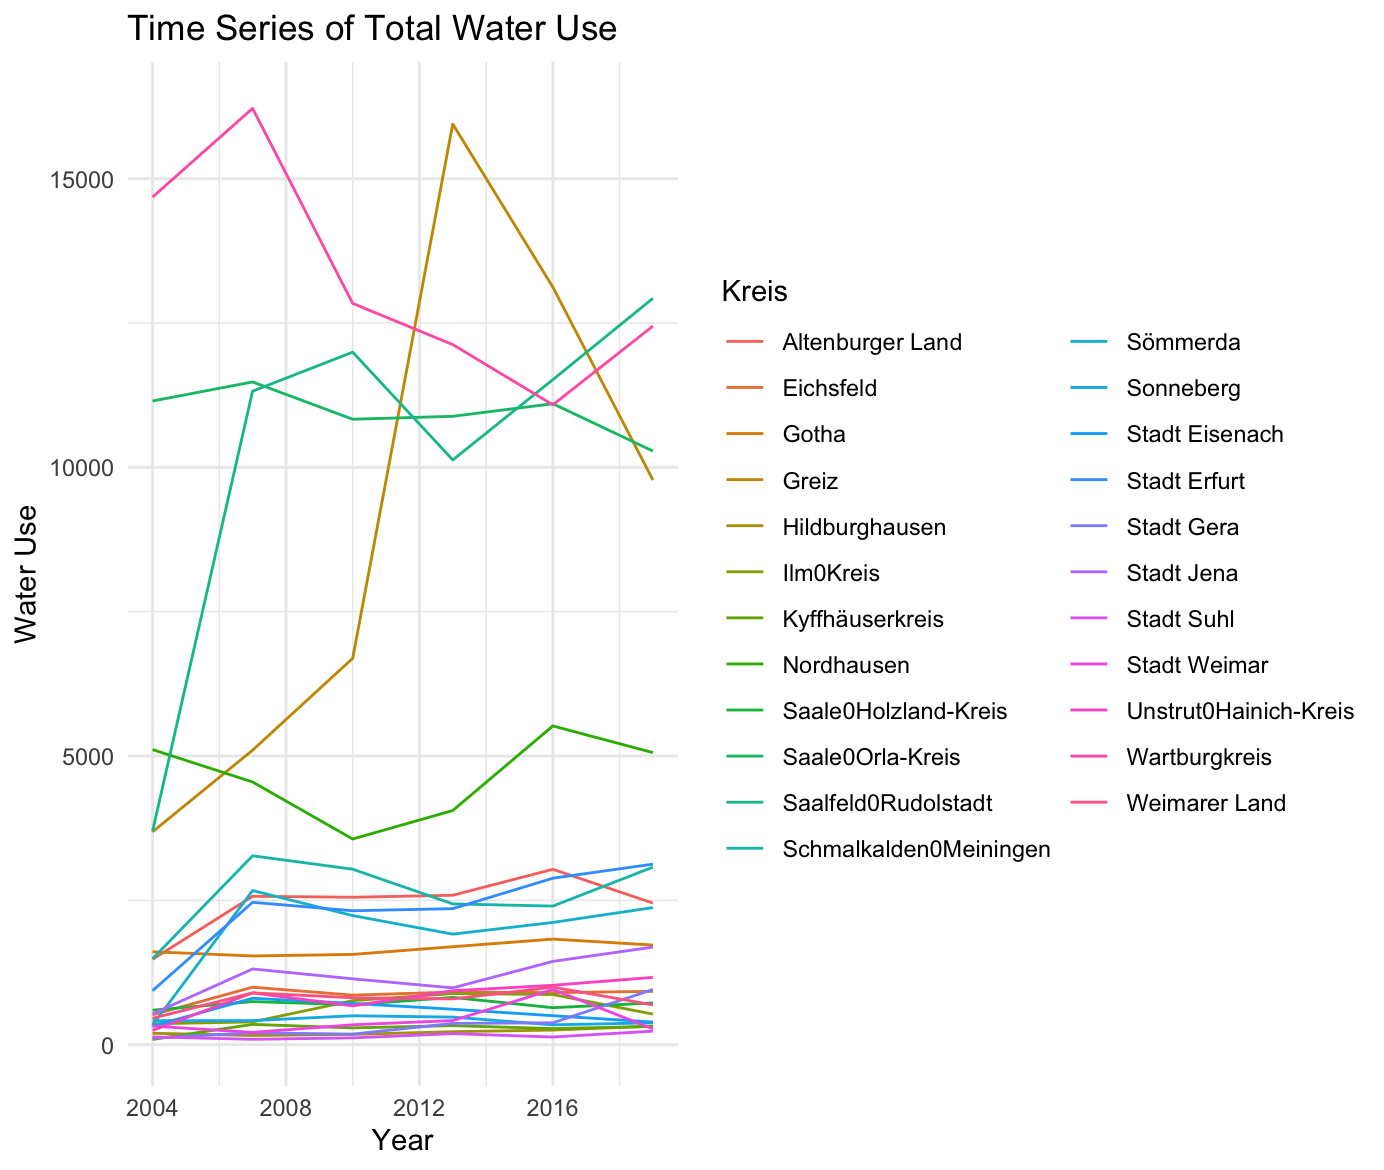 Time Series of Total Water Use
15000
10000
5000
0
Water Use
2004 2008 2012 2016
Year
Kreis
Altenburger Land
Eichsfeld
Gotha
Greiz
Hildburghausen
Ilm0Kreis
Kyffhäuserkreis
Nordhausen
Saale0Holzland-Kreis
Saale0Orla-Kreis
Saalfeld0Rudolstadt
Schmalkalden0Meiningen
Sömmerda
Sonneberg
Stadt Eisenach
Stadt Erfurt
Stadt Gera
Stadt Jena
Stadt Suhl
Stadt Weimar
Unstrut0Hainich-Kreis
Wartburgkreis
Weimarer Land